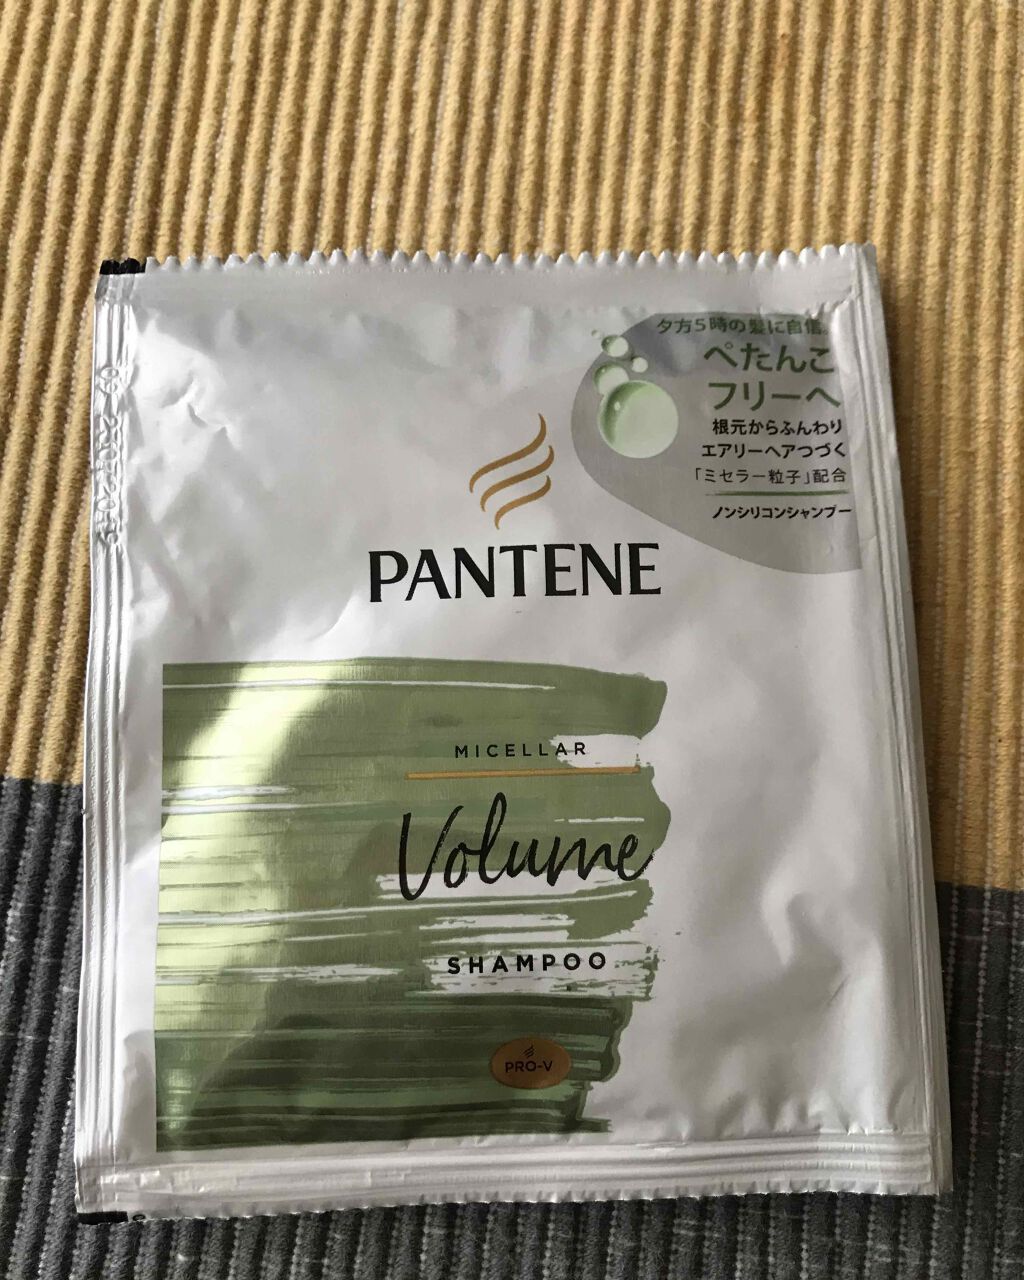 夕方5時の髪に自信
ぺたんこ
フリーへ
根元からふんわり
エアリーヘアつづく
「ミセラー粒子」配合
ノンシリコンシャンプー
PANTENE
MICELLAR
Volume
SHAMPOO
PRO-V